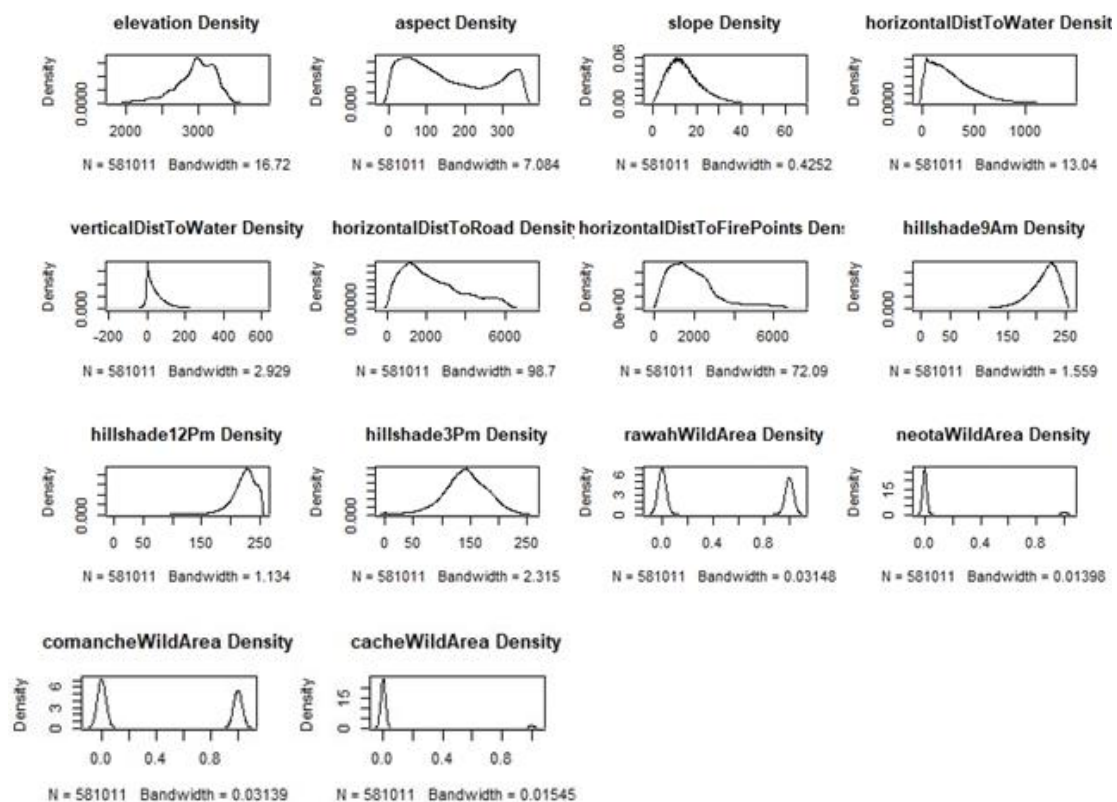 elevation Density
aspect Density
slope Density
horizontalDistToWater Densit
Density
0.0000
2000 3000
N = 581011 Bandwidth = 16.72
Density
0.000
0 100 200 300
N = 581011 Bandwidth = 7.084
Density
0.00 0.06
0 20 40 60
N = 581011 Bandwidth = 0.4252
Density
0.000
0 500 1000
N = 581011 Bandwidth = 13.04
verticalDistToWater Density
horizontalDistToRoad Density
horizontalDistToFirePoints Dens
hillshade9Am Density
Density
0.000
-200 0 200 400 600
N = 581011 Bandwidth = 2.929
Density
0.00000
0 2000 6000
N = 581011 Bandwidth = 98.7
Density
0e+00
0 2000 6000
N = 581011 Bandwidth = 72.09
Density
0.000
0 50 150 250
N = 581011 Bandwidth = 1.559
hillshade12Pm Density
hillshade3Pm Density
rawahWildArea Density
neotaWildArea Density
Density
0.000
0 50 150 250
N = 581011 Bandwidth = 1.134
Density
0.000
0 50 150 250
N = 581011 Bandwidth = 2.315
Density
0 3 6
0.0 0.4 0.8
N = 581011 Bandwidth = 0.03148
Density
0 15
0.0 0.4 0.8
N = 581011 Bandwidth = 0.01398
comancheWildArea Density
cacheWildArea Density
Density
0 3 6
0.0 0.4 0.8
N = 581011 Bandwidth = 0.03139
Density
0 15
0.0 0.4 0.8
N = 581011 Bandwidth = 0.01545